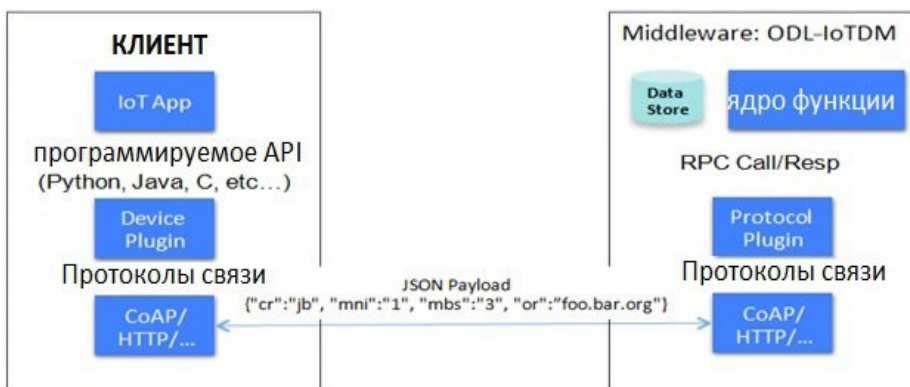 КЛИЕНТ
IoT App
программируемое API
(Python, Java, C, etc...)
Device
Plugin
Протоколы связи
CoAP/
HTTP/...
JSON Payload
{"cr":"jb", "mni":"1", "mbs":"3", "or":"foo.bar.org"}
Middleware: ODL-IoTDM
Data
Store
ядро функции
RPC Call/Resp
Protocol
Plugin
Протоколы связи
CoAP/
HTTP/...